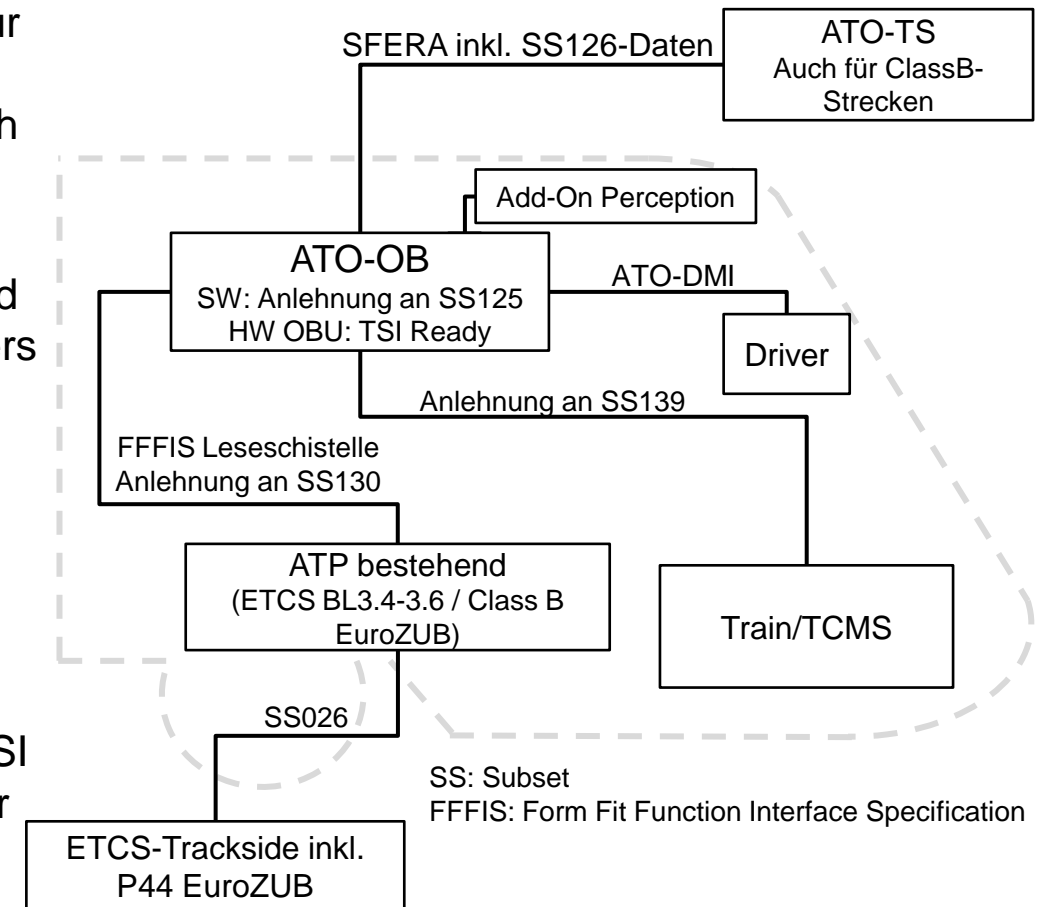 ur
h
d
ers
SI
r
SFERA inkl. SS126-Daten
ATO-TS
Auch für ClassB-
Strecken
Add-On Perception
ATO-OB
SW: Anlehnung an SS125
HW OBU: TSI Ready
ATO-DMI
Driver
Anlehnung an SS139
FFFIS Leseschistelle
Anlehnung an SS130
ATP bestehend
(ETCS BL3.4-3.6 / Class B
EuroZUB)
Train/TCMS
SS026
SS: Subset
FFFIS: Form Fit Function Interface Specification
ETCS-Trackside inkl.
P44 EuroZUB